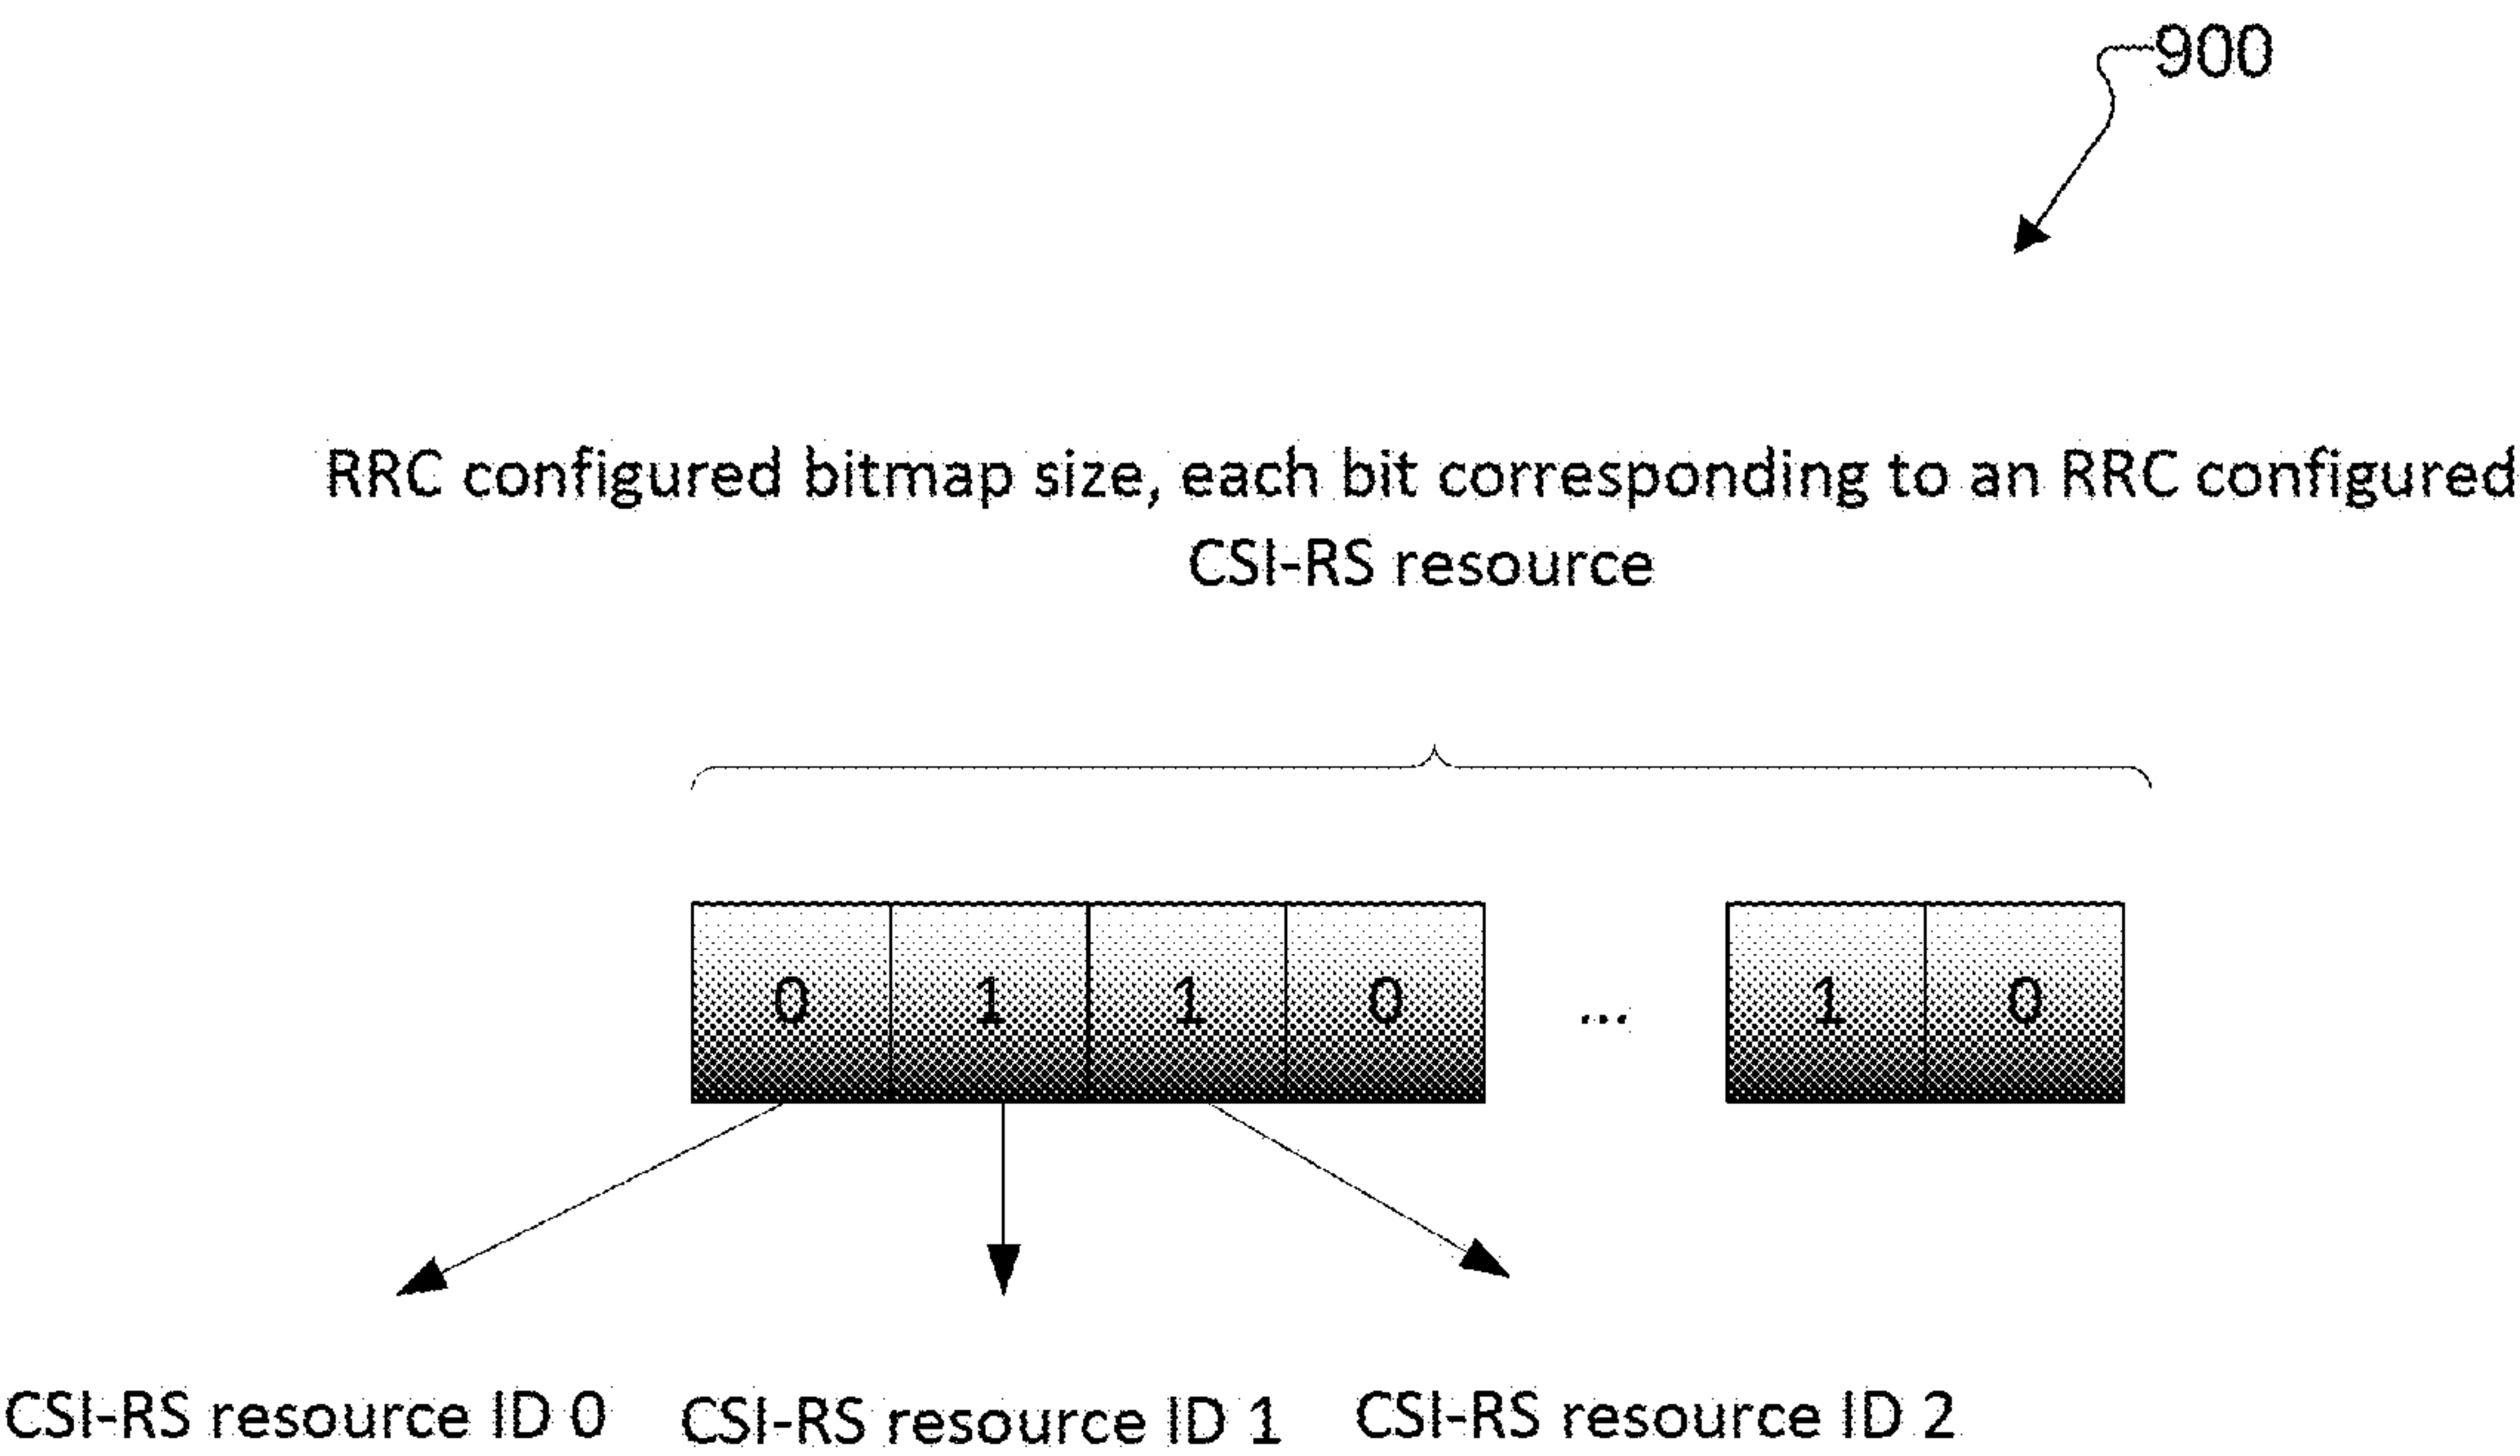 900
RRC configured bitmap size, each bit corresponding to an RRC configured
CSI-RS resource
0 1 1 0 ... 1 0
CSI-RS resource ID 0 CSI-RS resource ID 1 CSI-RS resource ID 2